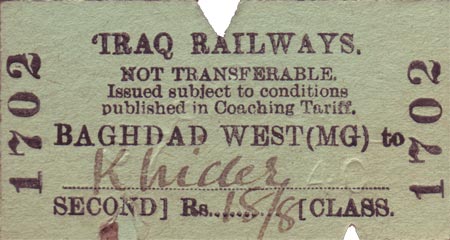 'IRAQ RAILWAYS.
NOT TRANSFERABLE.
Issued subject to conditions
published in Coaching Tariff.
BAGHDAD WEST(MG) to
Khider
SECOND] Rs........15/8 [CLASS.
1702
1702